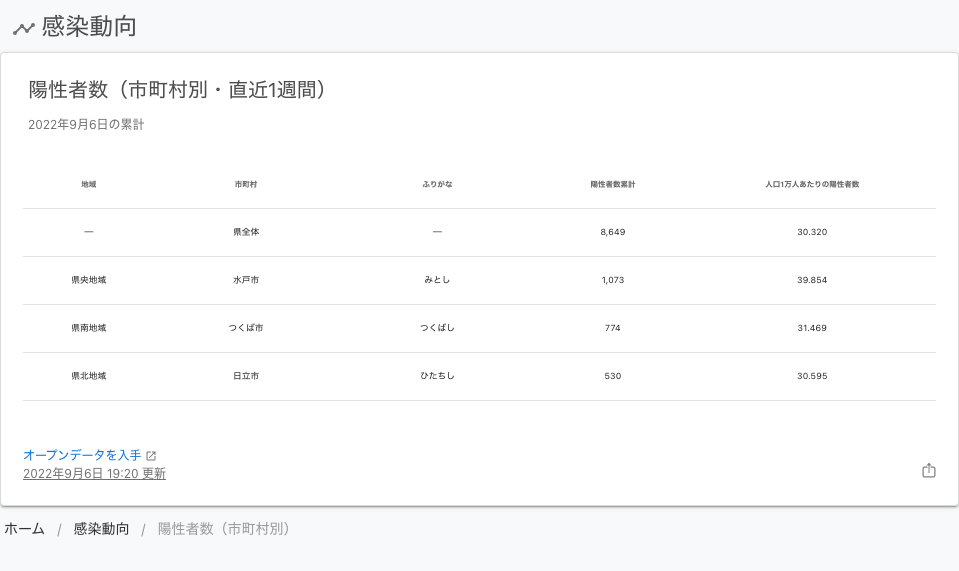 感染動向
陽性者数（市町村別・直近1週間）
2022年9月6日の累計
地域 市町村 ふりがな 陽性者数累計 人口1万人あたりの陽性者数
— 県全体 — 8,649 30.320
県央地域 水戸市 みとし 1,073 39.854
県南地域 つくば市 つくばし 774 31.469
県北地域 日立市 ひたちし 530 30.595
オープンデータを入手
2022年9月6日 19:20 更新
ホーム / 感染動向 / 陽性者数（市町村別）